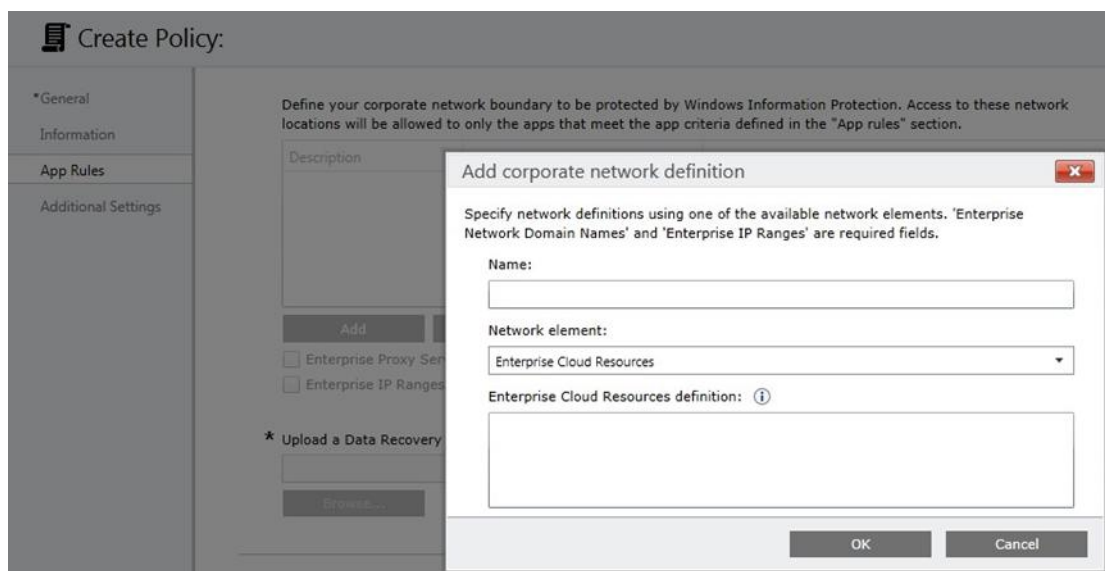 Create Policy:
*General
Information
App Rules
Additional Settings
Define your corporate network boundary to be protected by Windows Information Protection. Access to these network
locations will be allowed to only the apps that meet the app criteria defined in the "App rules" section.
Description
Add
Enterprise Proxy
Enterprise IP Ranges
* Upload a Data Recovery
Browse...
Add corporate network definition
Specify network definitions using one of the available network elements. 'Enterprise
Network Domain Names' and 'Enterprise IP Ranges' are required fields.
Name:
Network element:
Enterprise Cloud Resources
Enterprise Cloud Resources definition:
OK
Cancel